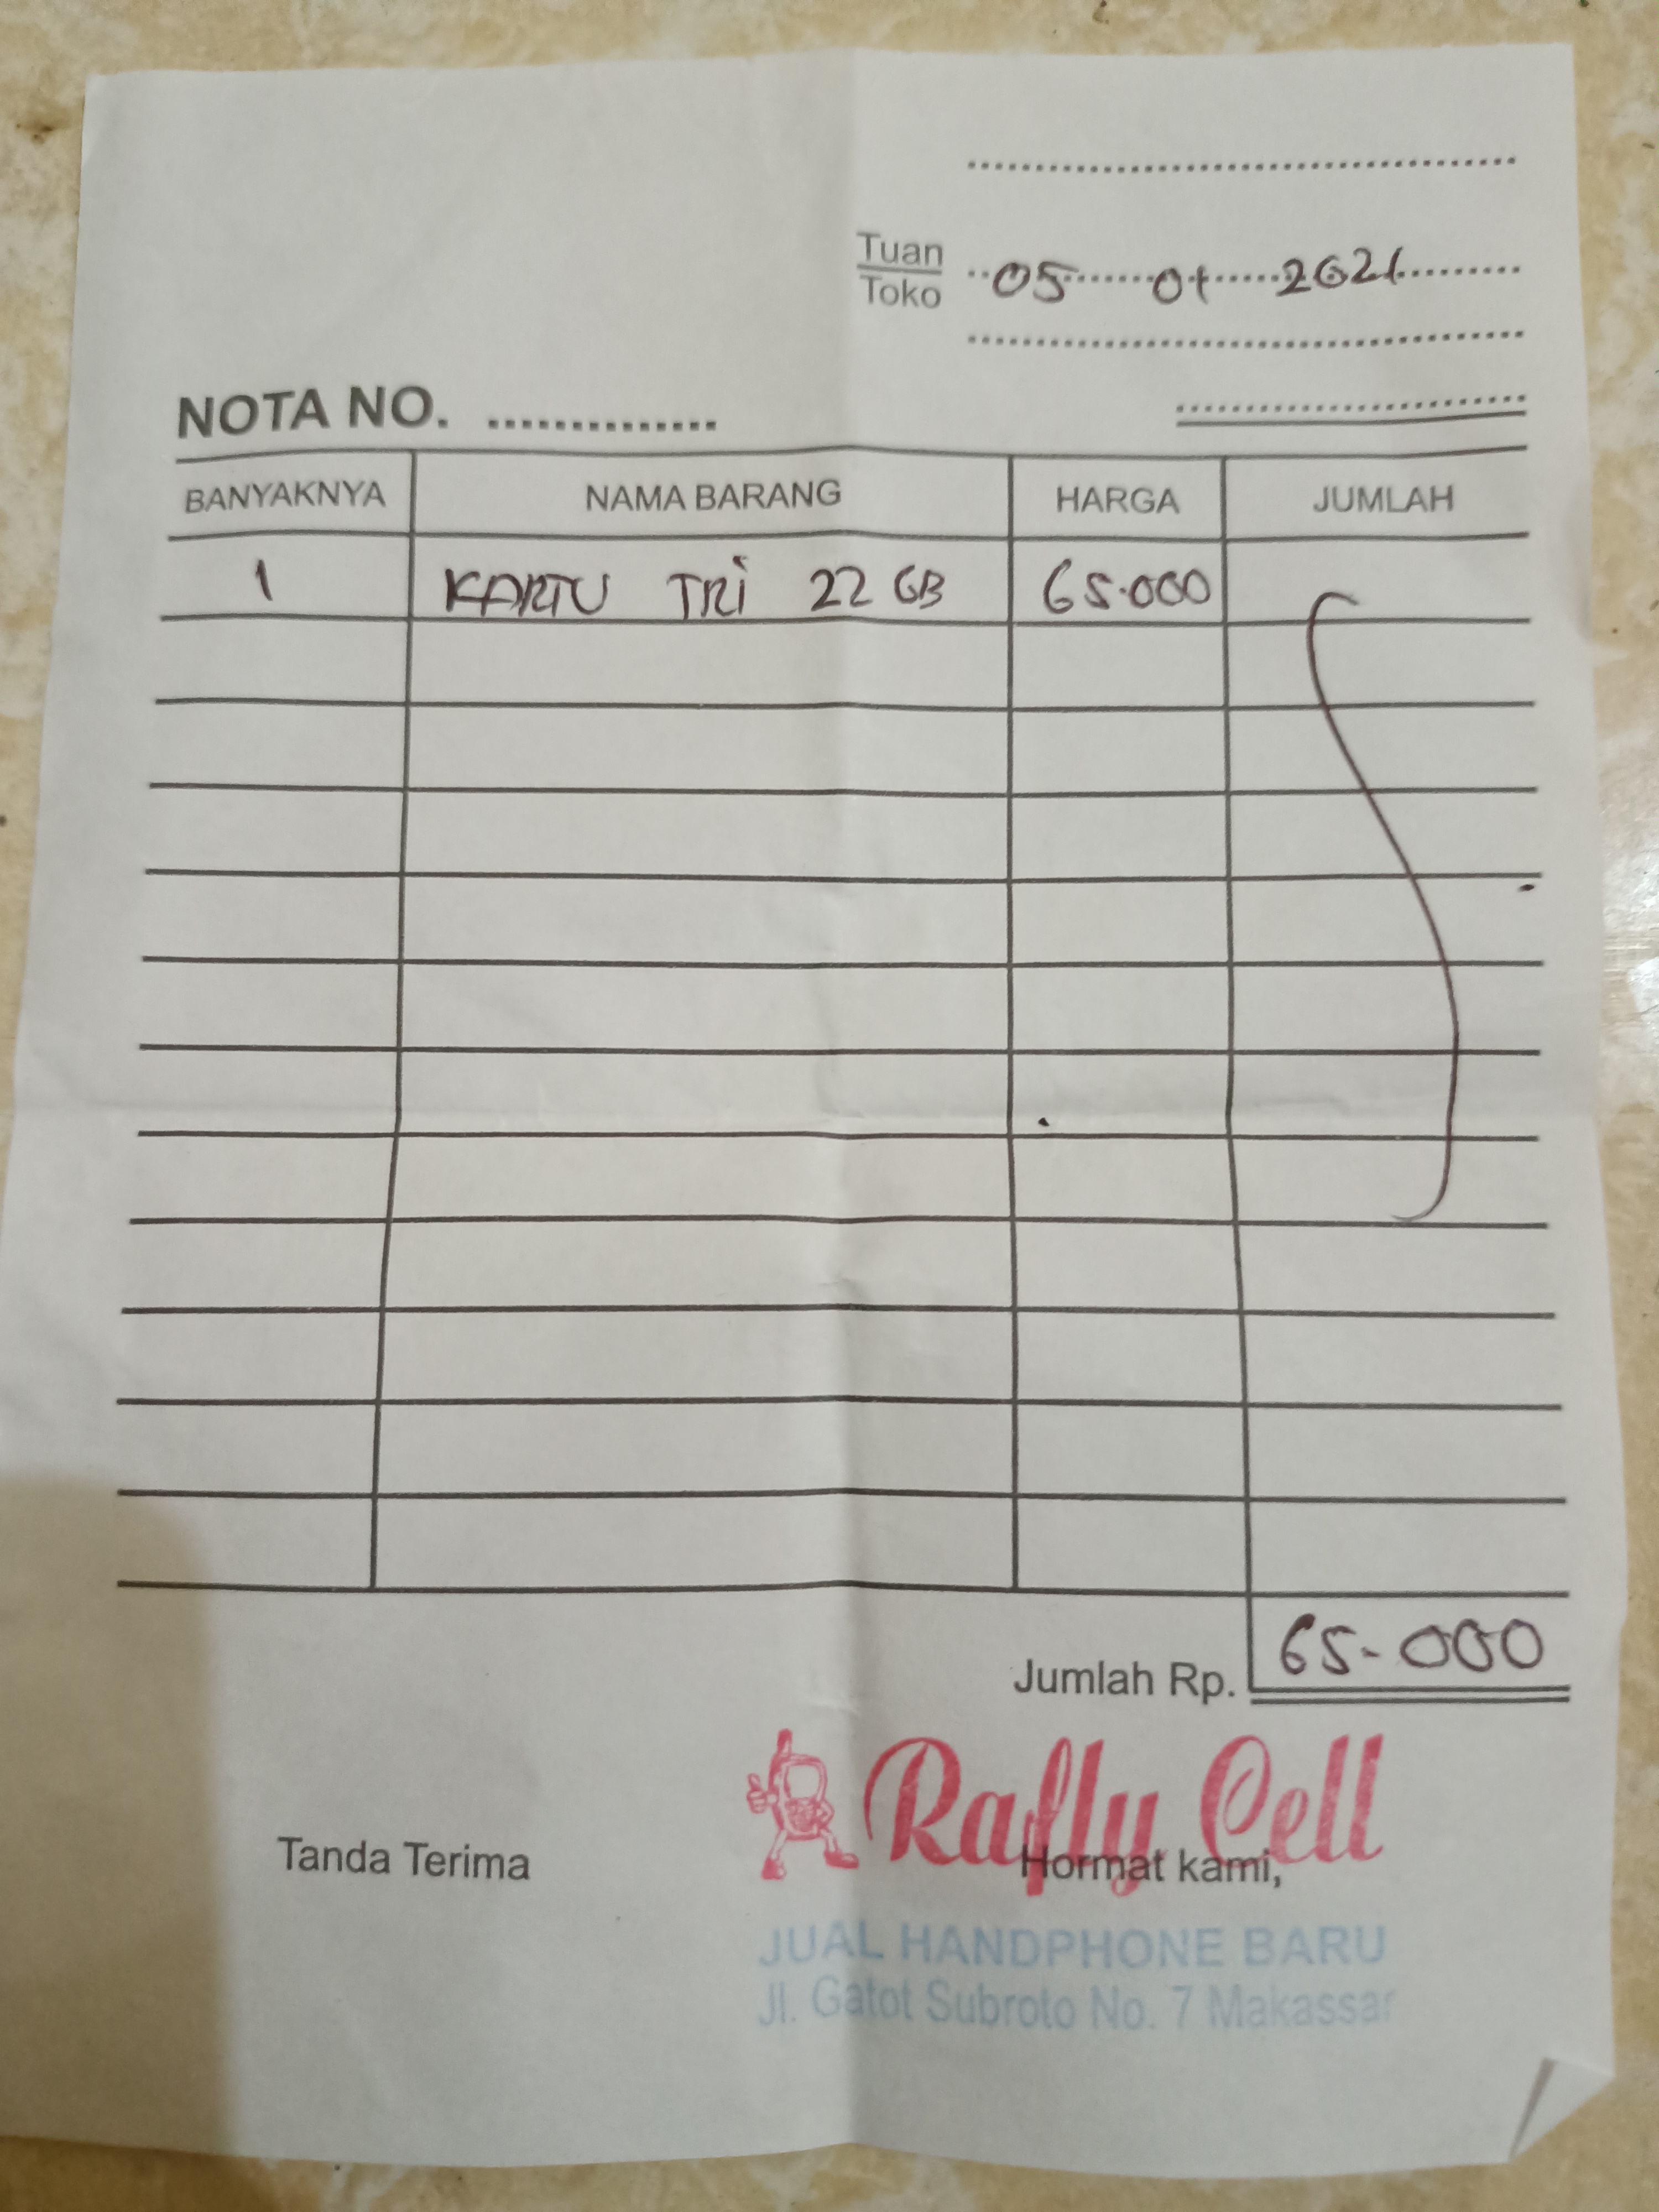 Tuan
Toko
05 01 2021
NOTA NO.
BANYAKNYA NAMA BARANG HARGA JUMLAH
1 KARTU TRI 22 GB 65.000
Jumlah Rp. 65.000
Rafly Cell
Tanda Terima Hormat kami,
JUAL HANDPHONE BARU
Jl. Gatot Subroto No. 7 Makassar